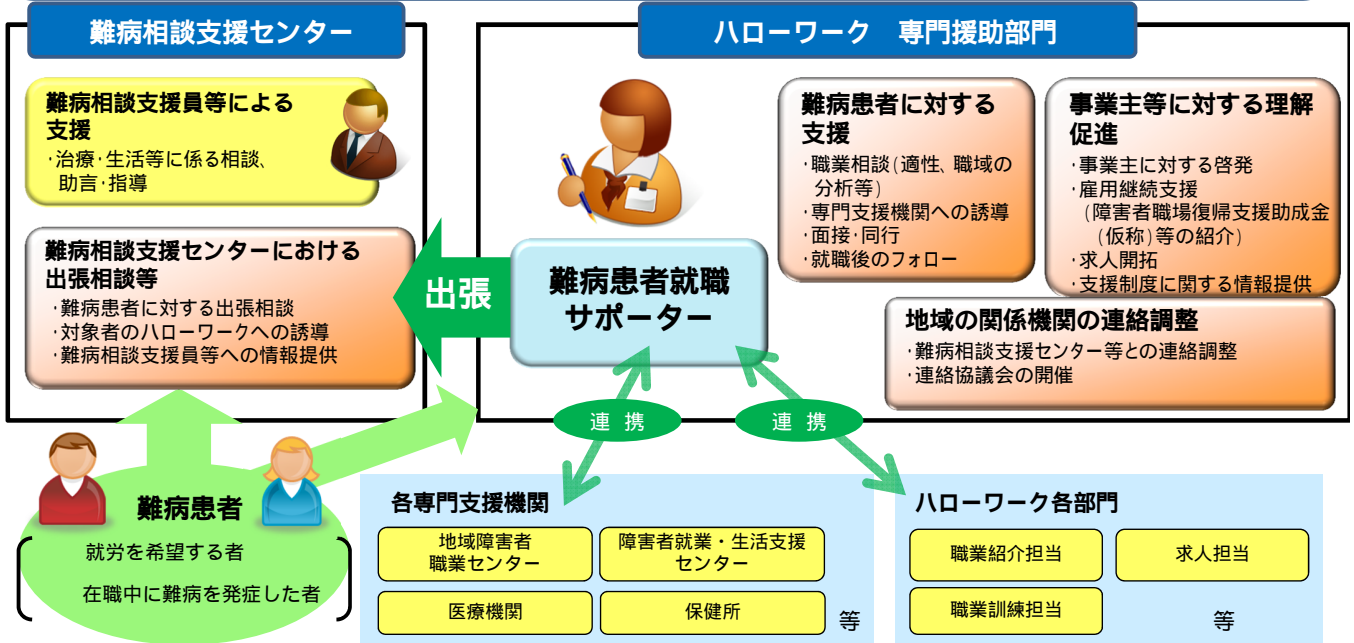 難病相談支援センター
難病相談支援員等による
支援
・治療・生活等に係る相談、
助言・指導
難病相談支援センターにおける
出張相談等
・難病患者に対する出張相談
・対象者のハローワークへの誘導
・難病相談支援員等への情報提供
出張
ハローワーク　専門援助部門
難病患者就職
サポーター
難病患者に対する
支援
・職業相談(適性、職域の
分析等)
・専門支援機関への誘導
・面接・同行
・就職後のフォロー
事業主等に対する理解
促進
・事業主に対する啓発
・雇用継続支援
(障害者職場復帰支援助成金
(仮称)等の紹介)
・求人開拓
・支援制度に関する情報提供
地域の関係機関の連絡調整
・難病相談支援センター等との連絡調整
・連絡協議会の開催
連 携
連 携
難病患者
就労を希望する者
在職中に難病を発症した者
各専門支援機関
地域障害者
職業センター
障害者就業・生活支援
センター
医療機関
保健所
等
ハローワーク各部門
職業紹介担当
求人担当
職業訓練担当
等